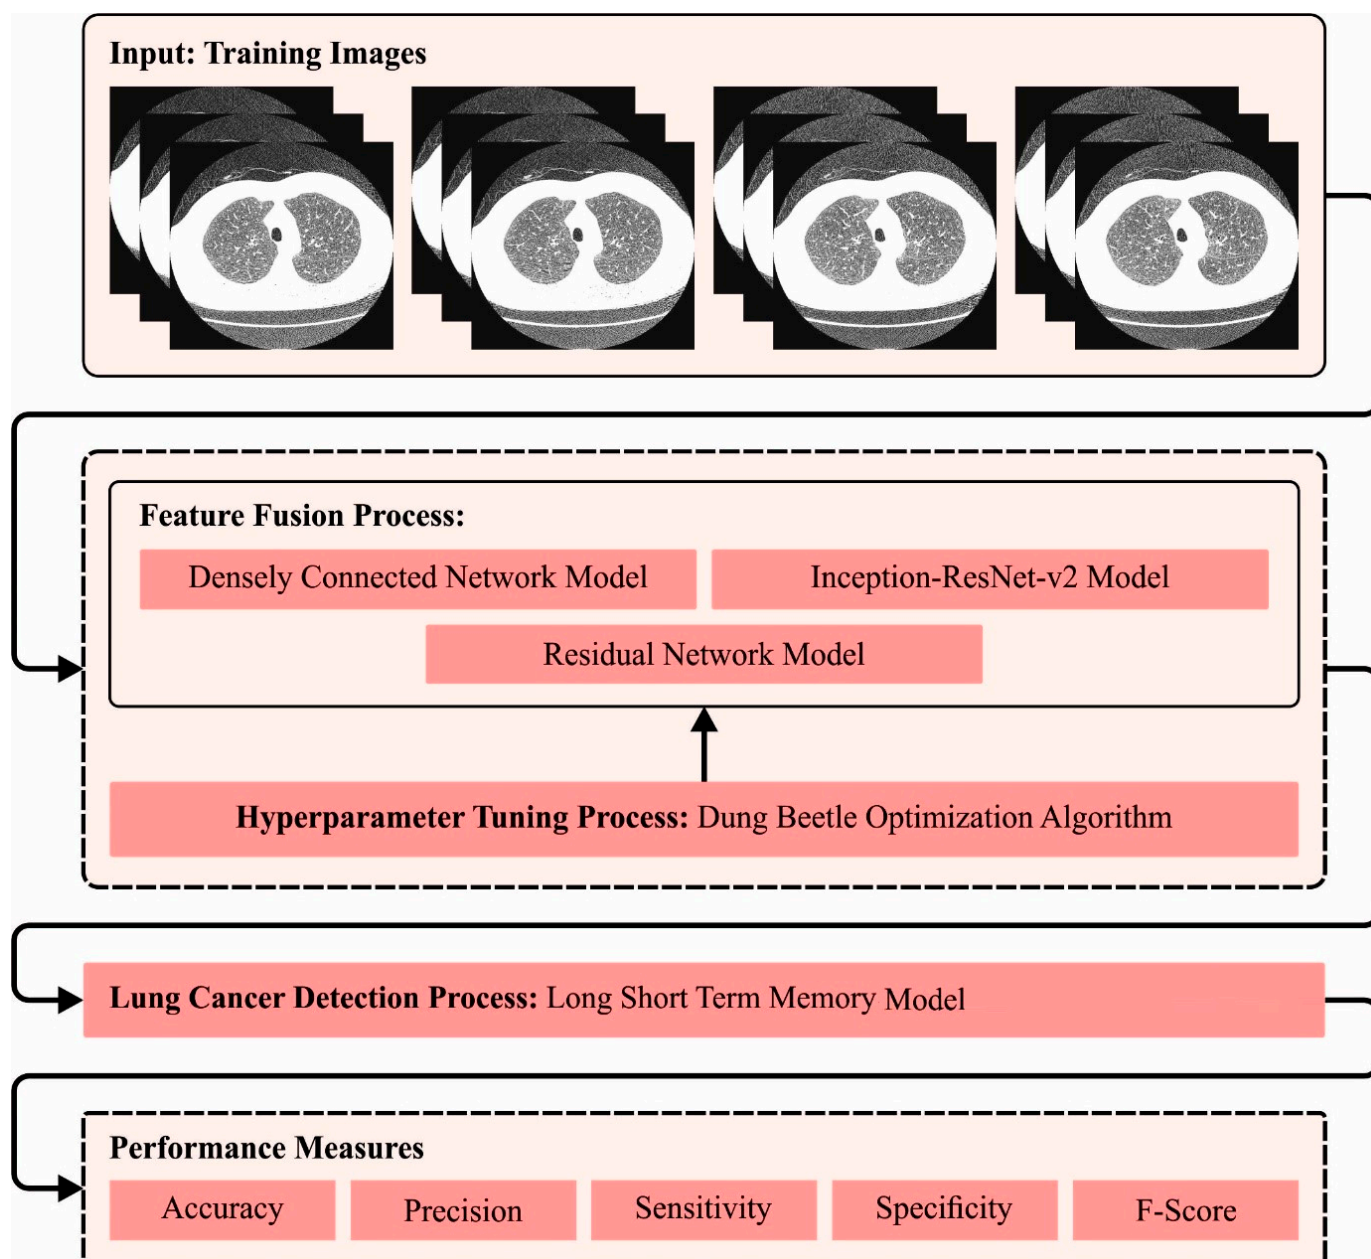 Input: Training Images
Feature Fusion Process:
Densely Connected Network Model
Inception-ResNet-v2 Model
Residual Network Model
Hyperparameter Tuning Process: Dung Beetle Optimization Algorithm
Lung Cancer Detection Process: Long Short Term Memory Model
Performance Measures
Accuracy
Precision
Sensitivity
Specificity
F-Score